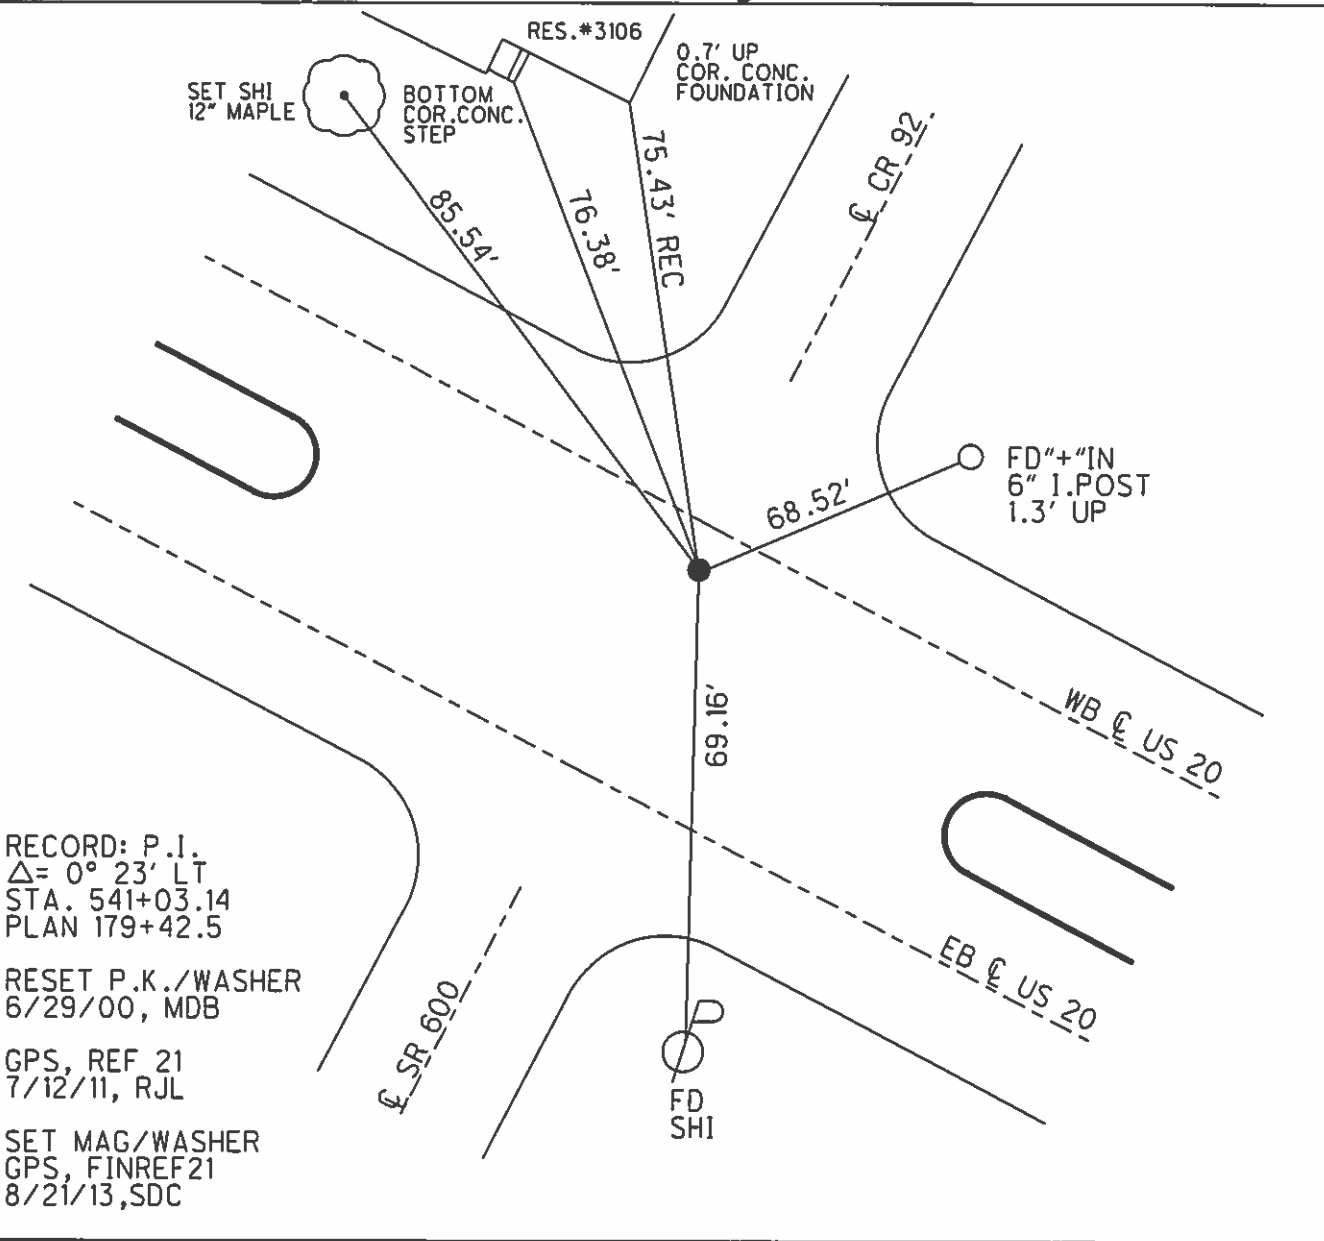 RES.#3106
0.7' UP
COR. CONC.
FOUNDATION
SET SHI
12" MAPLE
BOTTOM
COR.CONC.
STEP
℄ CR 92
75.43' REC
76.38'
85.54'
68.52'
FD"+"IN
6" I.POST
1.3' UP
69.16'
WB ℄ US 20
EB ℄ US 20
℄ SR 600
FD
SHI
RECORD: P.I.
△= 0° 23' LT
STA. 541+03.14
PLAN 179+42.5
RESET P.K./WASHER
6/29/00, MDB
GPS, REF 21
7/12/11, RJL
SET MAG/WASHER
GPS, FINREF21
8/21/13,SDC